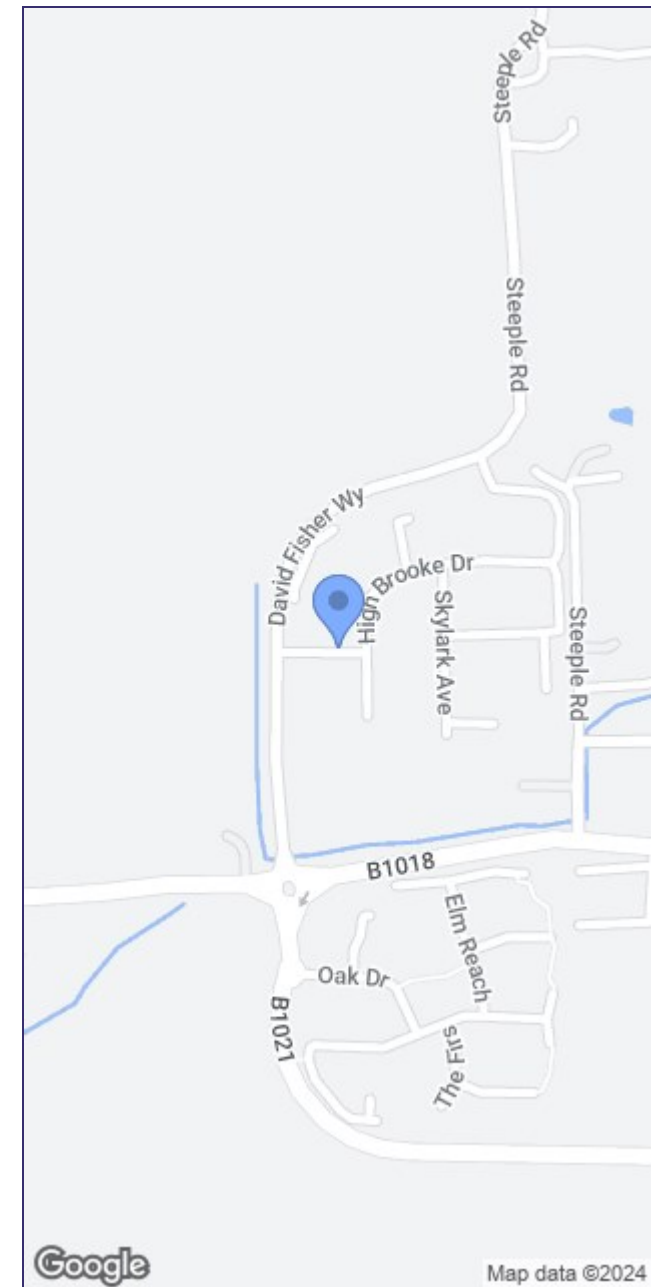 Steeple Rd
Steeple Rd
David Fisher Wy
High Brooke Dr
Skylark Ave
Steeple Rd
B1018
Elm Reach
Oak Dr
B1021
The Firs
Google
Map data ©2024